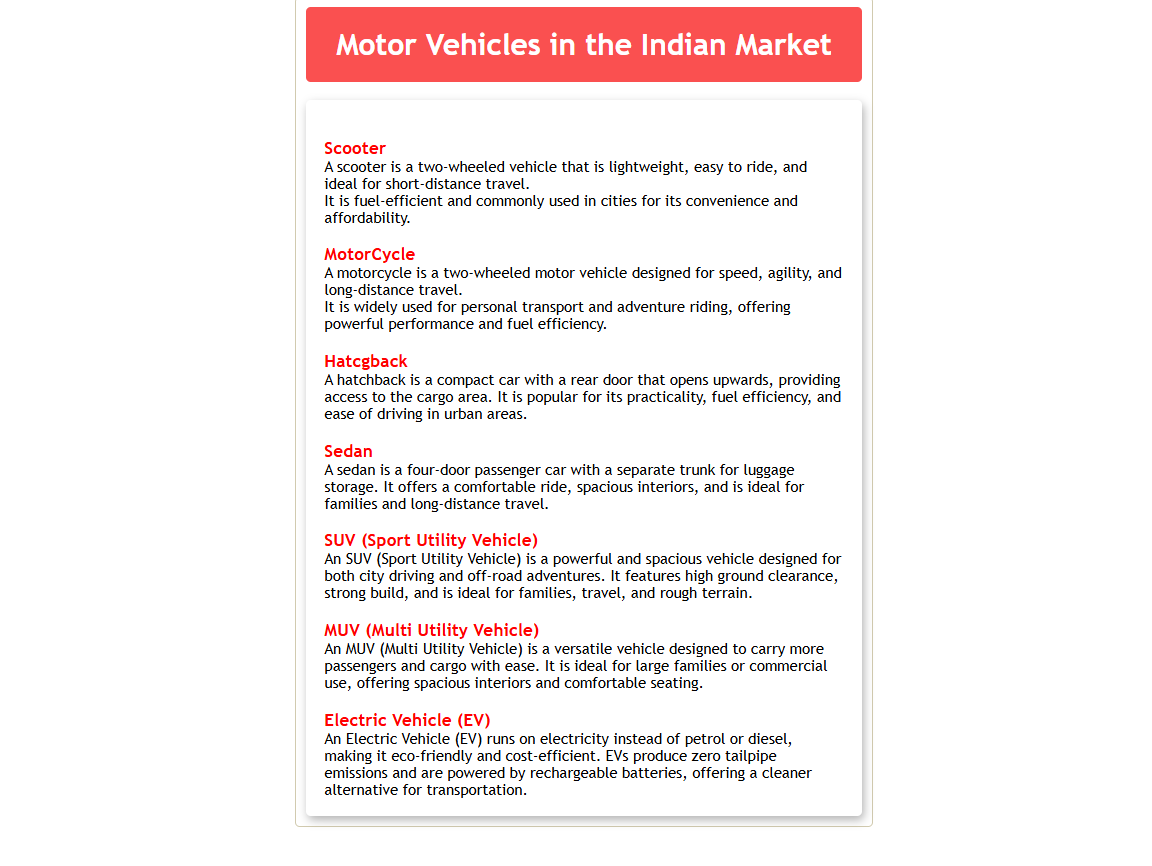 Motor Vehicles in the Indian Market
Scooter
A scooter is a two-wheeled vehicle that is lightweight, easy to ride, and
ideal for short-distance travel.
It is fuel-efficient and commonly used in cities for its convenience and
affordability.
MotorCycle
A motorcycle is a two-wheeled motor vehicle designed for speed, agility, and
long-distance travel.
It is widely used for personal transport and adventure riding, offering
powerful performance and fuel efficiency.
Hatcgback
A hatchback is a compact car with a rear door that opens upwards, providing
access to the cargo area. It is popular for its practicality, fuel efficiency, and
ease of driving in urban areas.
Sedan
A sedan is a four-door passenger car with a separate trunk for luggage
storage. It offers a comfortable ride, spacious interiors, and is ideal for
families and long-distance travel.
SUV (Sport Utility Vehicle)
An SUV (Sport Utility Vehicle) is a powerful and spacious vehicle designed for
both city driving and off-road adventures. It features high ground clearance,
strong build, and is ideal for families, travel, and rough terrain.
MUV (Multi Utility Vehicle)
An MUV (Multi Utility Vehicle) is a versatile vehicle designed to carry more
passengers and cargo with ease. It is ideal for large families or commercial
use, offering spacious interiors and comfortable seating.
Electric Vehicle (EV)
An Electric Vehicle (EV) runs on electricity instead of petrol or diesel,
making it eco-friendly and cost-efficient. EVs produce zero tailpipe
emissions and are powered by rechargeable batteries, offering a cleaner
alternative for transportation.